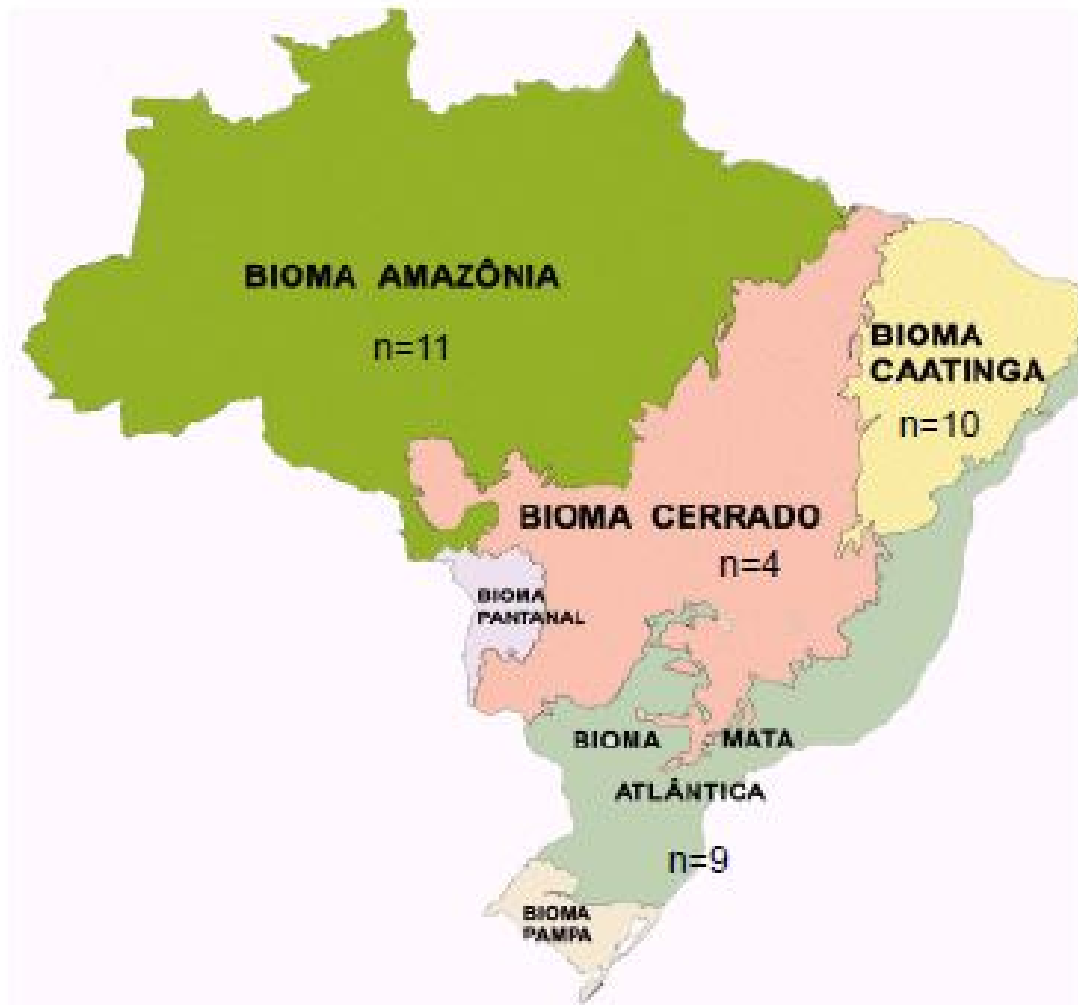 BIOMA AMAZÔNIA
n=11
BIOMA
CAATINGA
n=10
BIOMA CERRADO
n=4
BIOMA
PANTANAL
BIOMA MATA
ATLÂNTICA
n=9
BIOMA
PAMPA